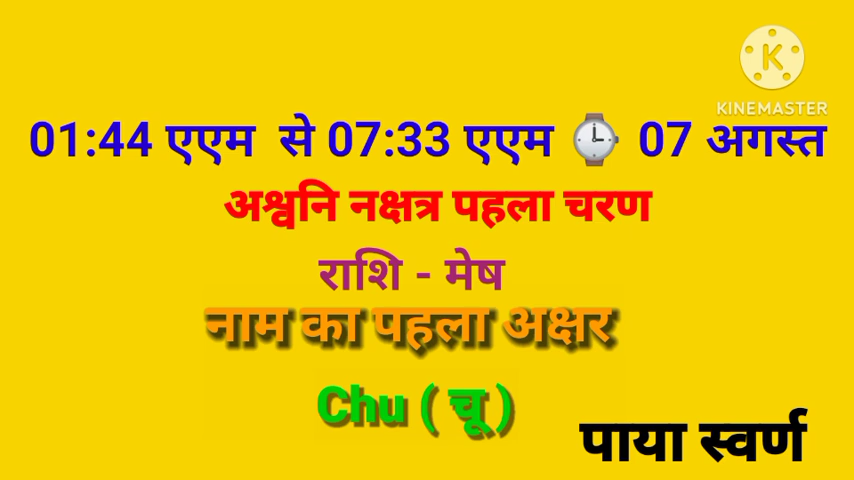 KINEMASTER
01:44 एएम से 07:33 एएम ⌚ 07 अगस्त
अश्वनि नक्षत्र पहला चरण
राशि - मेष
नाम का पहला अक्षर
Chu ( चू )
पाया स्वर्ण